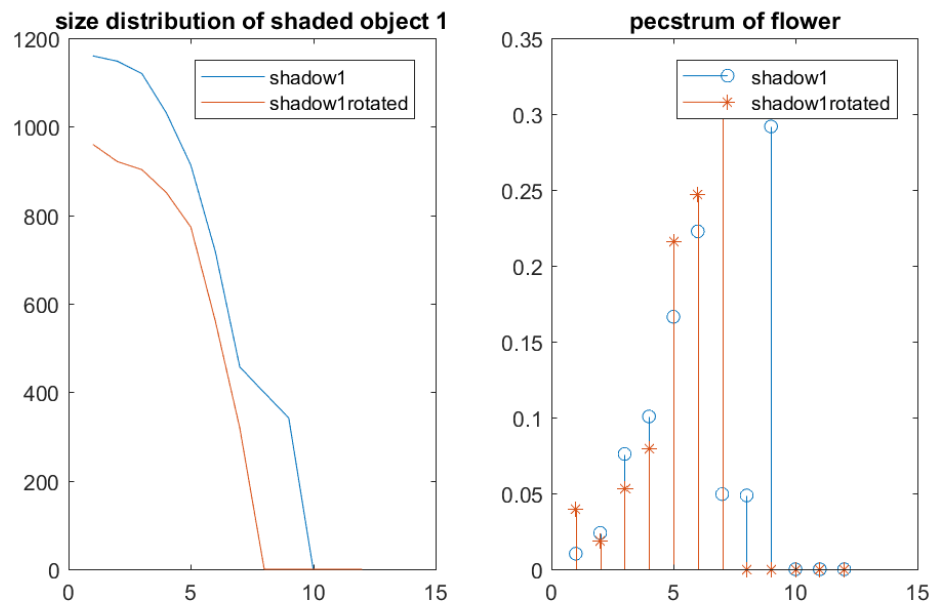 size distribution of shaded object 1
1200
1000
800
600
400
200
0
0 5 10 15
shadow1
shadow1rotated
pecstrum of flower
0.35
0.3
0.25
0.2
0.15
0.1
0.05
0
0 5 10 15
shadow1
shadow1rotated